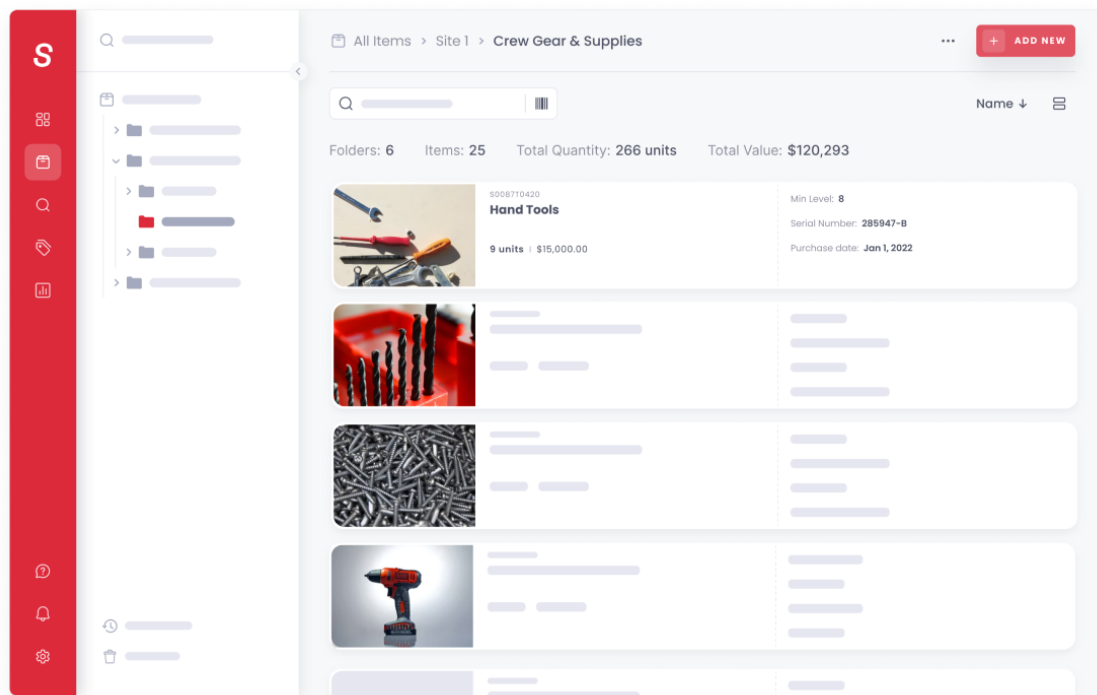 S
All Items > Site 1 > Crew Gear & Supplies
... + ADD NEW
Name ↓
Folders: 6 Items: 25 Total Quantity: 266 units Total Value: $120,293
S0087T0420
Hand Tools
9 units | $15,000.00
Min Level: 8
Serial Number: 285947-B
Purchase date: Jan 1, 2022